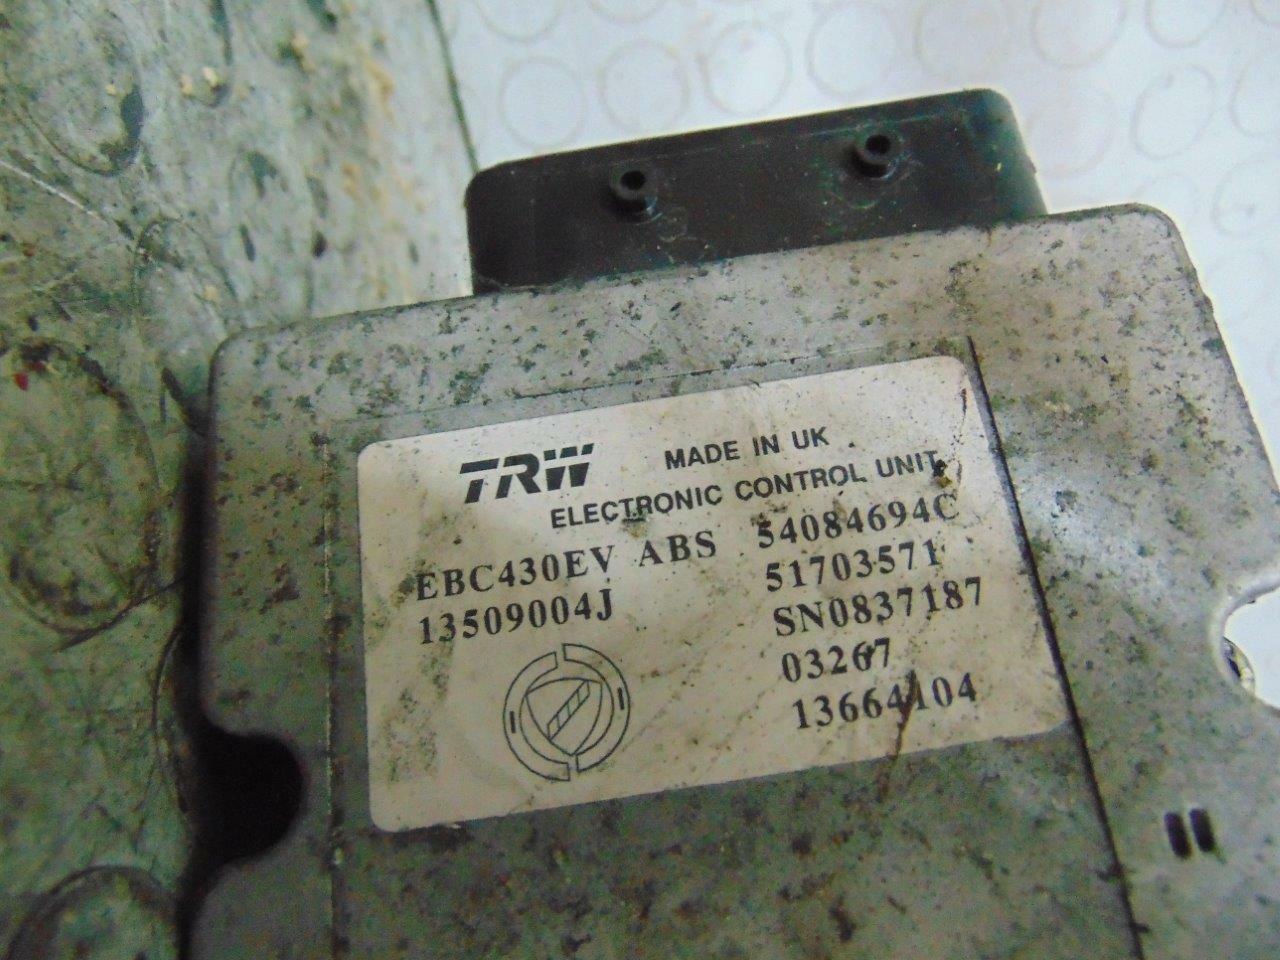 TRW MADE IN UK
ELECTRONIC CONTROL UNIT
EBC430EV ABS 54084694C
13509004J 51703571
SN0837187
03267
13664104